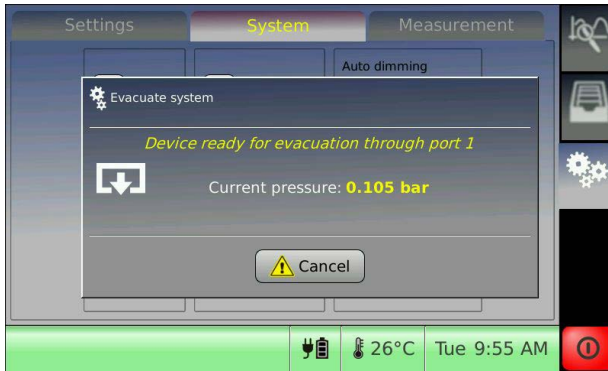 Settings System Measurement
Auto dimming
Evacuate system
Device ready for evacuation through port 1
Current pressure: 0.105 bar
Cancel
26°C Tue 9:55 AM